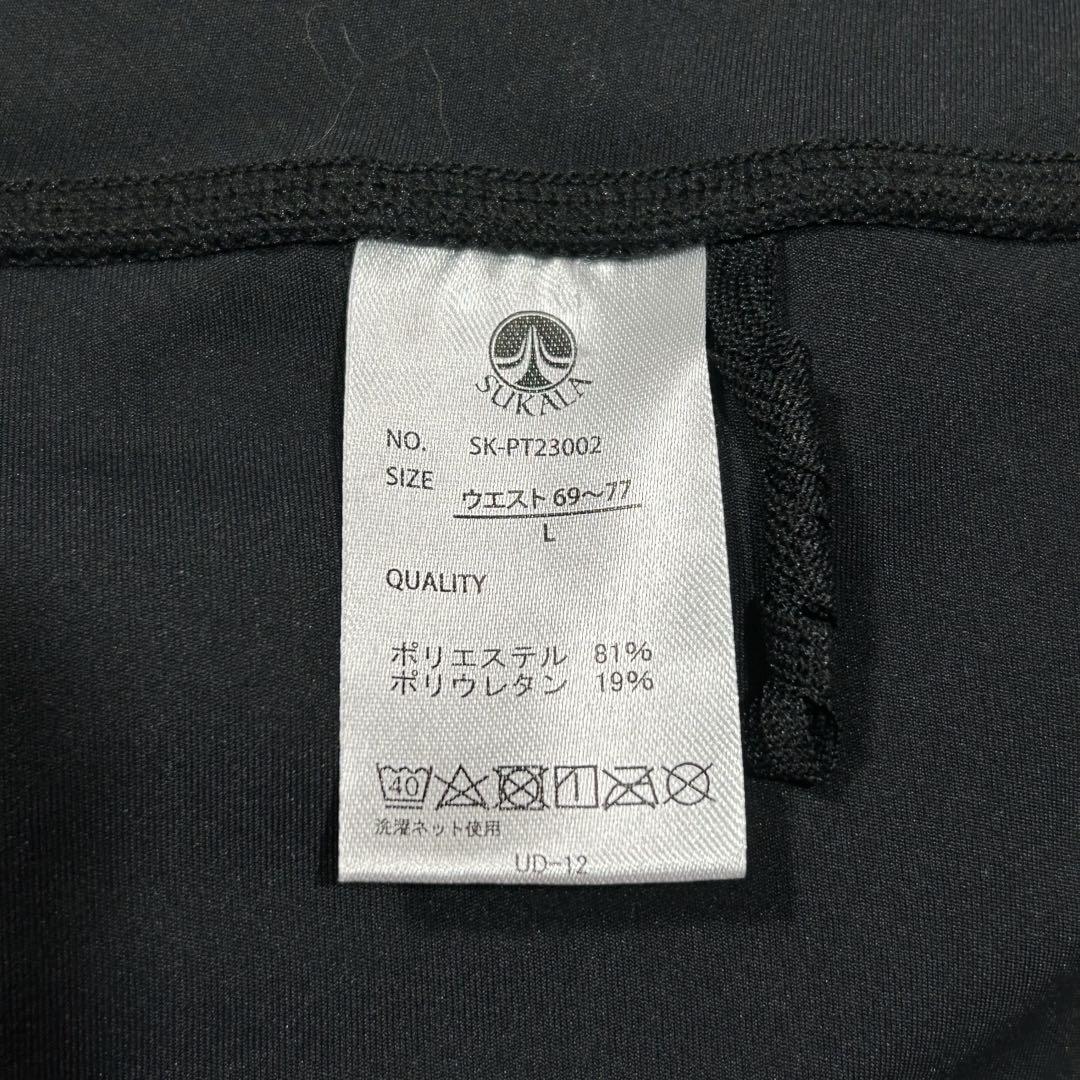 SUKALA
NO. SK-PT23002
SIZE ウエスト 69〜77
L
QUALITY
ポリエステル 81%
ポリウレタン 19%
40
洗濯ネット使用
UD-12